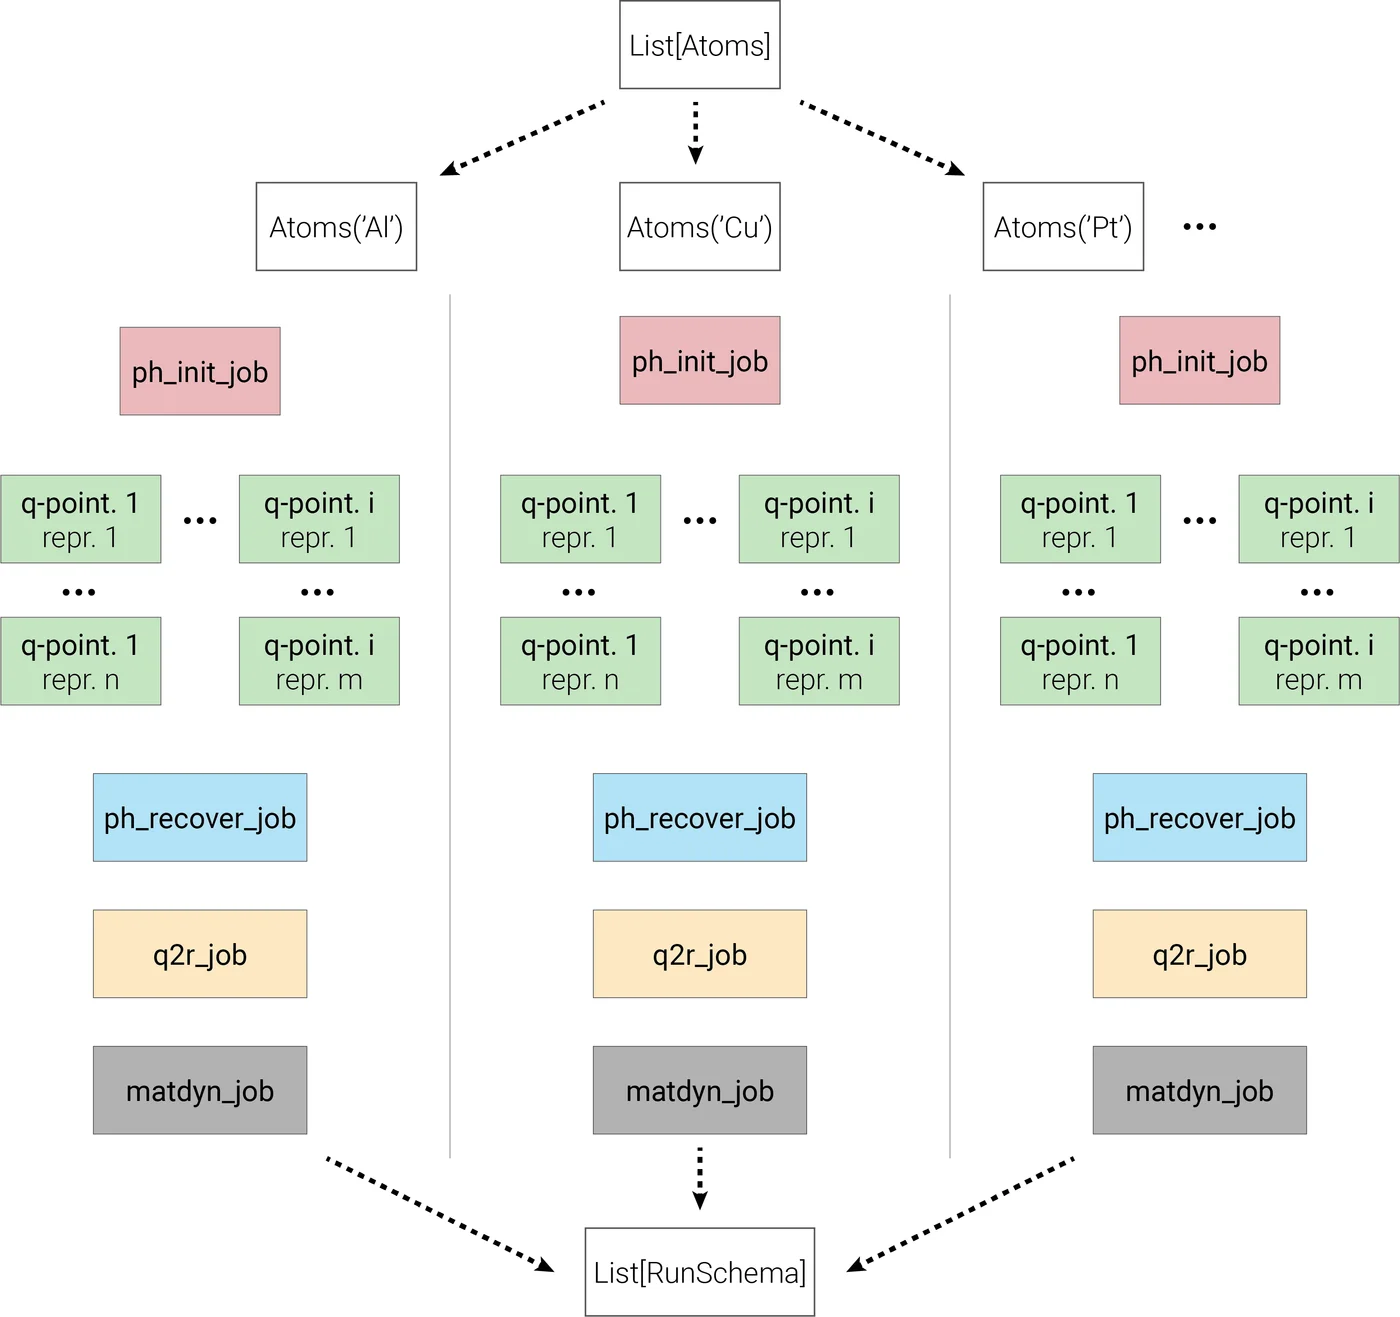 List[Atoms]
Atoms('Al')
Atoms('Cu')
Atoms('Pt')
...
ph_init_job
ph_init_job
ph_init_job
q-point. 1
repr. 1
...
q-point. i
repr. 1
q-point. 1
repr. 1
...
q-point. i
repr. 1
q-point. 1
repr. 1
...
q-point. i
repr. 1
...
...
...
...
...
...
q-point. 1
repr. n
q-point. i
repr. m
q-point. 1
repr. n
q-point. i
repr. m
q-point. 1
repr. n
q-point. i
repr. m
ph_recover_job
ph_recover_job
ph_recover_job
q2r_job
q2r_job
q2r_job
matdyn_job
matdyn_job
matdyn_job
List[RunSchema]